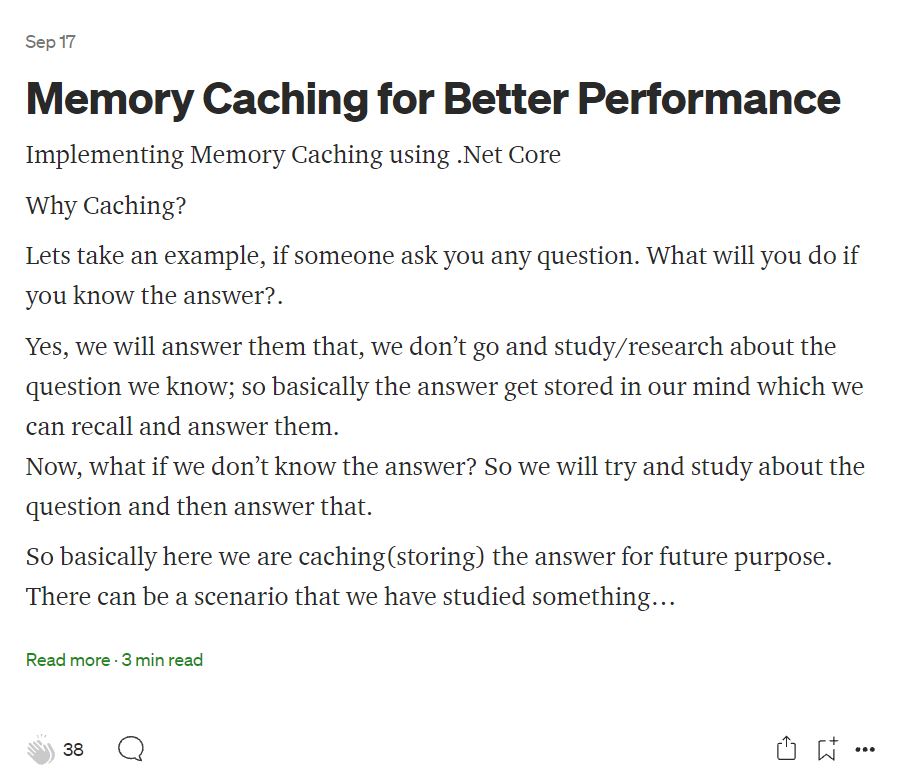 Sep 17
Memory Caching for Better Performance
Implementing Memory Caching using .Net Core
Why Caching?
Lets take an example, if someone ask you any question. What will you do if
you know the answer?.
Yes, we will answer them that, we don’t go and study/research about the
question we know; so basically the answer get stored in our mind which we
can recall and answer them.
Now, what if we don’t know the answer? So we will try and study about the
question and then answer that.
So basically here we are caching(storing) the answer for future purpose.
There can be a scenario that we have studied something…
Read more · 3 min read
38